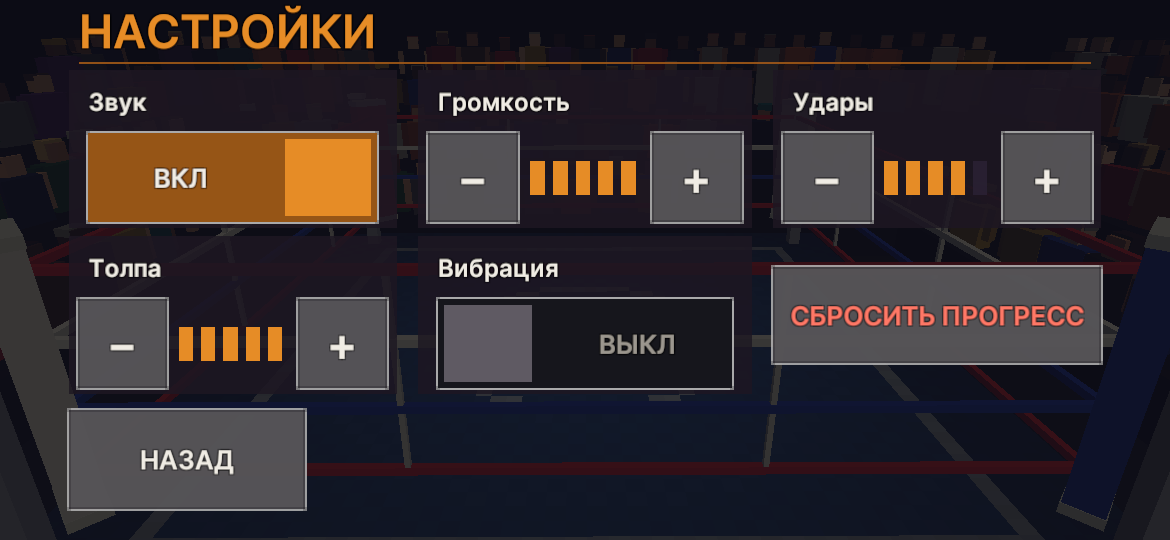 НАСТРОЙКИ
Звук
Громкость
Удары
ВКЛ
−
+
−
+
Толпа
Вибрация
СБРОСИТЬ ПРОГРЕСС
−
+
ВЫКЛ
НАЗАД